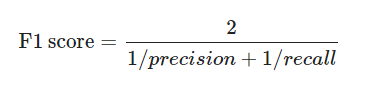 F1 score = 2 / (1/precision + 1/recall)